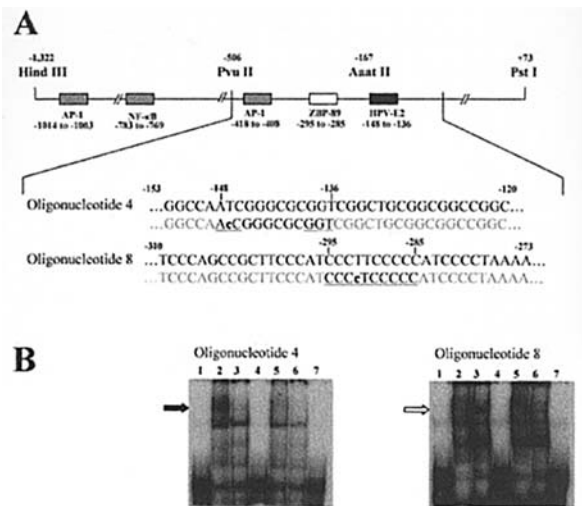 A
-1,322 -506 -167 +73
Hind III Pvu II Aaat II Pst I
AP-1 NF-κB AP-1 ZBP-89 HPV-L2
-1014 to -1003 -783 to -769 -418 to -408 -295 to -285 -148 to -136
-153 -148 -136 -120
Oligonucleotide 4 ...GGCCAATCGGGCGCGGTCGGCTGCGGCGGCCGGC...
...GGCCAAcCGGGCGCGGTCGGCTGCGGCGGCCGGC...
-310 -295 -285 -273
Oligonucleotide 8 ...TCCCAGCCGCTTCCCATCCCTTCCCCCATCCCCTAAAA...
...TCCCAGCCGCTTCCCATCCCcTCCCCCATCCCCTAAAA...
B
Oligonucleotide 4 Oligonucleotide 8
1 2 3 4 5 6 7 1 2 3 4 5 6 7